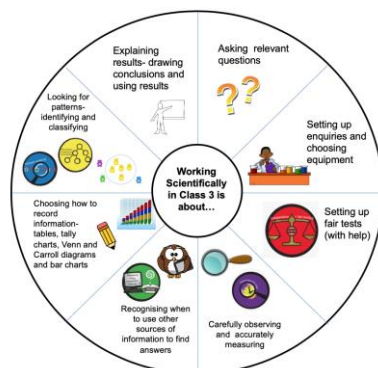 Working
Scientifically
in Class 3 is
about…
Asking relevant
questions
Setting up
enquiries and
choosing
equipment
Setting up
fair tests
(with help)
Carefully observing
and accurately
measuring
Recognising when
to use other
sources of
information to find
answers
Choosing how to
record
information-
tables, tally
charts, Venn and
Carroll diagrams
and bar charts
Looking for
patterns-
identifying and
classifying
Explaining
results- drawing
conclusions and
using results